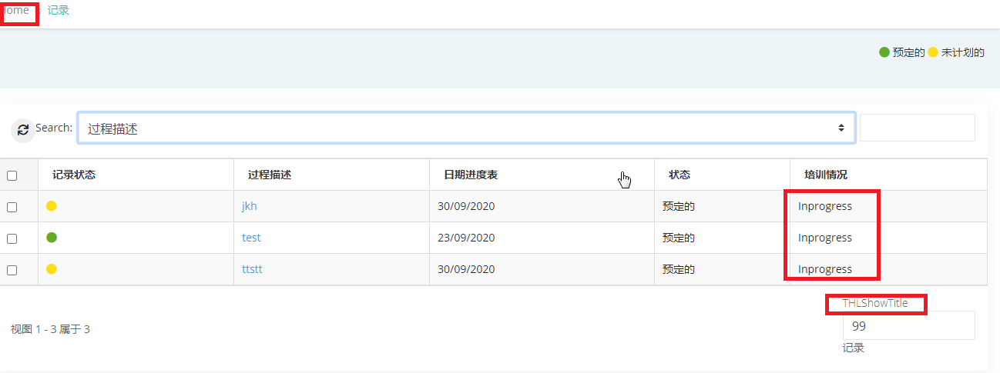 Home 记录
预定的 未计划的
Search: 过程描述
记录状态 过程描述 日期进度表 状态 培训情况
jkh 30/09/2020 预定的 Inprogress
test 23/09/2020 预定的 Inprogress
ttstt 30/09/2020 预定的 Inprogress
THLShowTitle
视图 1 - 3 属于 3 99
记录